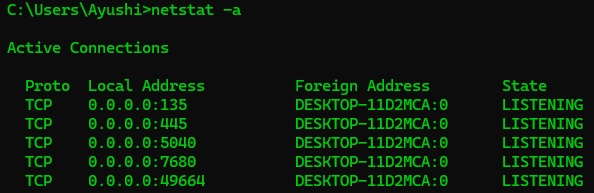 C:\Users\Ayushi>netstat -a
Active Connections
Proto  Local Address          Foreign Address        State
TCP    0.0.0.0:135            DESKTOP-11D2MCA:0      LISTENING
TCP    0.0.0.0:445            DESKTOP-11D2MCA:0      LISTENING
TCP    0.0.0.0:5040           DESKTOP-11D2MCA:0      LISTENING
TCP    0.0.0.0:7680           DESKTOP-11D2MCA:0      LISTENING
TCP    0.0.0.0:49664          DESKTOP-11D2MCA:0      LISTENING